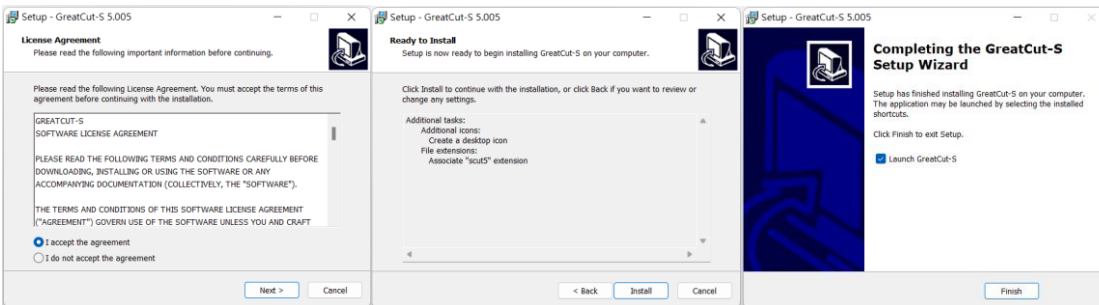 Setup - GreatCut-S 5.005
License Agreement
Please read the following important information before continuing.
Please read the following License Agreement. You must accept the terms of this
agreement before continuing with the installation.
GREATCUT-S
SOFTWARE LICENSE AGREEMENT
PLEASE READ THE FOLLOWING TERMS AND CONDITIONS CAREFULLY BEFORE
DOWNLOADING, INSTALLING OR USING THE SOFTWARE OR ANY
ACCOMPANYING DOCUMENTATION (COLLECTIVELY, THE "SOFTWARE").
THE TERMS AND CONDITIONS OF THIS SOFTWARE LICENSE AGREEMENT
("AGREEMENT") GOVERN USE OF THE SOFTWARE UNLESS YOU AND CRAFT
I accept the agreement
I do not accept the agreement
Next >
Cancel
Setup - GreatCut-S 5.005
Ready to Install
Setup is now ready to begin installing GreatCut-S on your computer.
Click Install to continue with the installation, or click Back if you want to review or
change any settings.
Additional tasks:
Additional icons:
Create a desktop icon
File extensions:
Associate "scut5" extension
< Back
Install
Cancel
Setup - GreatCut-S 5.005
Completing the GreatCut-S
Setup Wizard
Setup has finished installing GreatCut-S on your computer.
The application may be launched by selecting the installed
shortcuts.
Click Finish to exit Setup.
Launch GreatCut-S
Finish